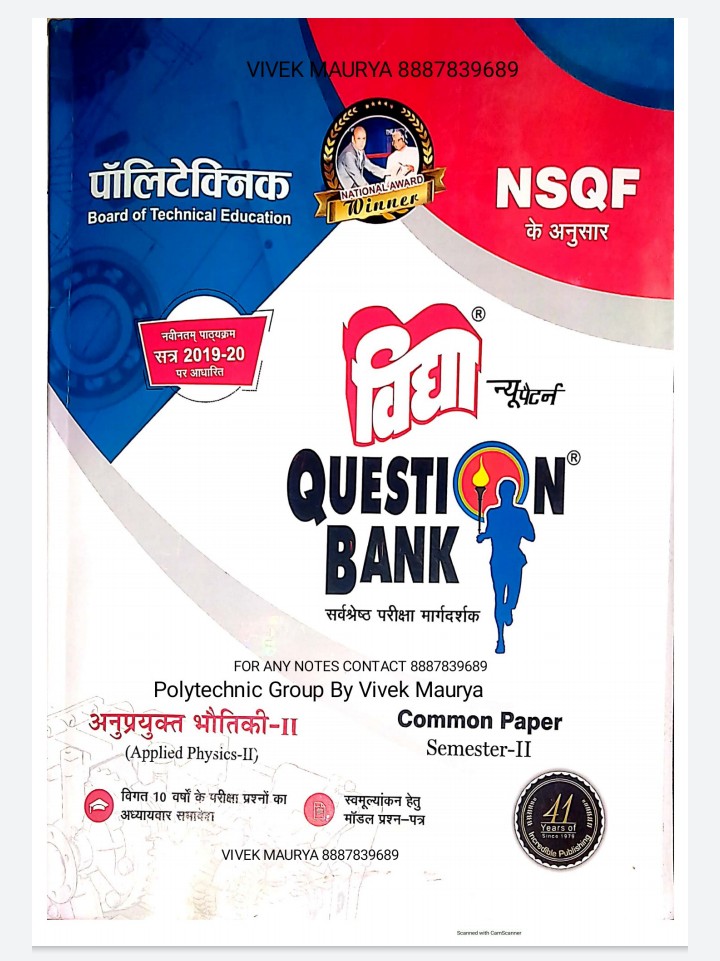 VIVEK MAURYA 8887839689
पॉलिटेक्निक
Board of Technical Education
NATIONAL AWARD
Winner
NSQF
के अनुसार
नवीनतम् पाठ्यक्रम
सत्र 2019-20
पर आधारित
विद्या®
न्यू पैटर्न
QUESTION®
BANK
सर्वश्रेष्ठ परीक्षा मार्गदर्शक
FOR ANY NOTES CONTACT 8887839689
Polytechnic Group By Vivek Maurya
अनुप्रयुक्त भौतिकी-II
(Applied Physics-II)
Common Paper
Semester-II
विगत 10 वर्षों के परीक्षा प्रश्नों का
अध्यायवार समावेश
स्वमूल्यांकन हेतु
मॉडल प्रश्न-पत्र
41
Years of
Since 1976
Incredible Publishing
VIVEK MAURYA 8887839689
Scanned with CamScanner